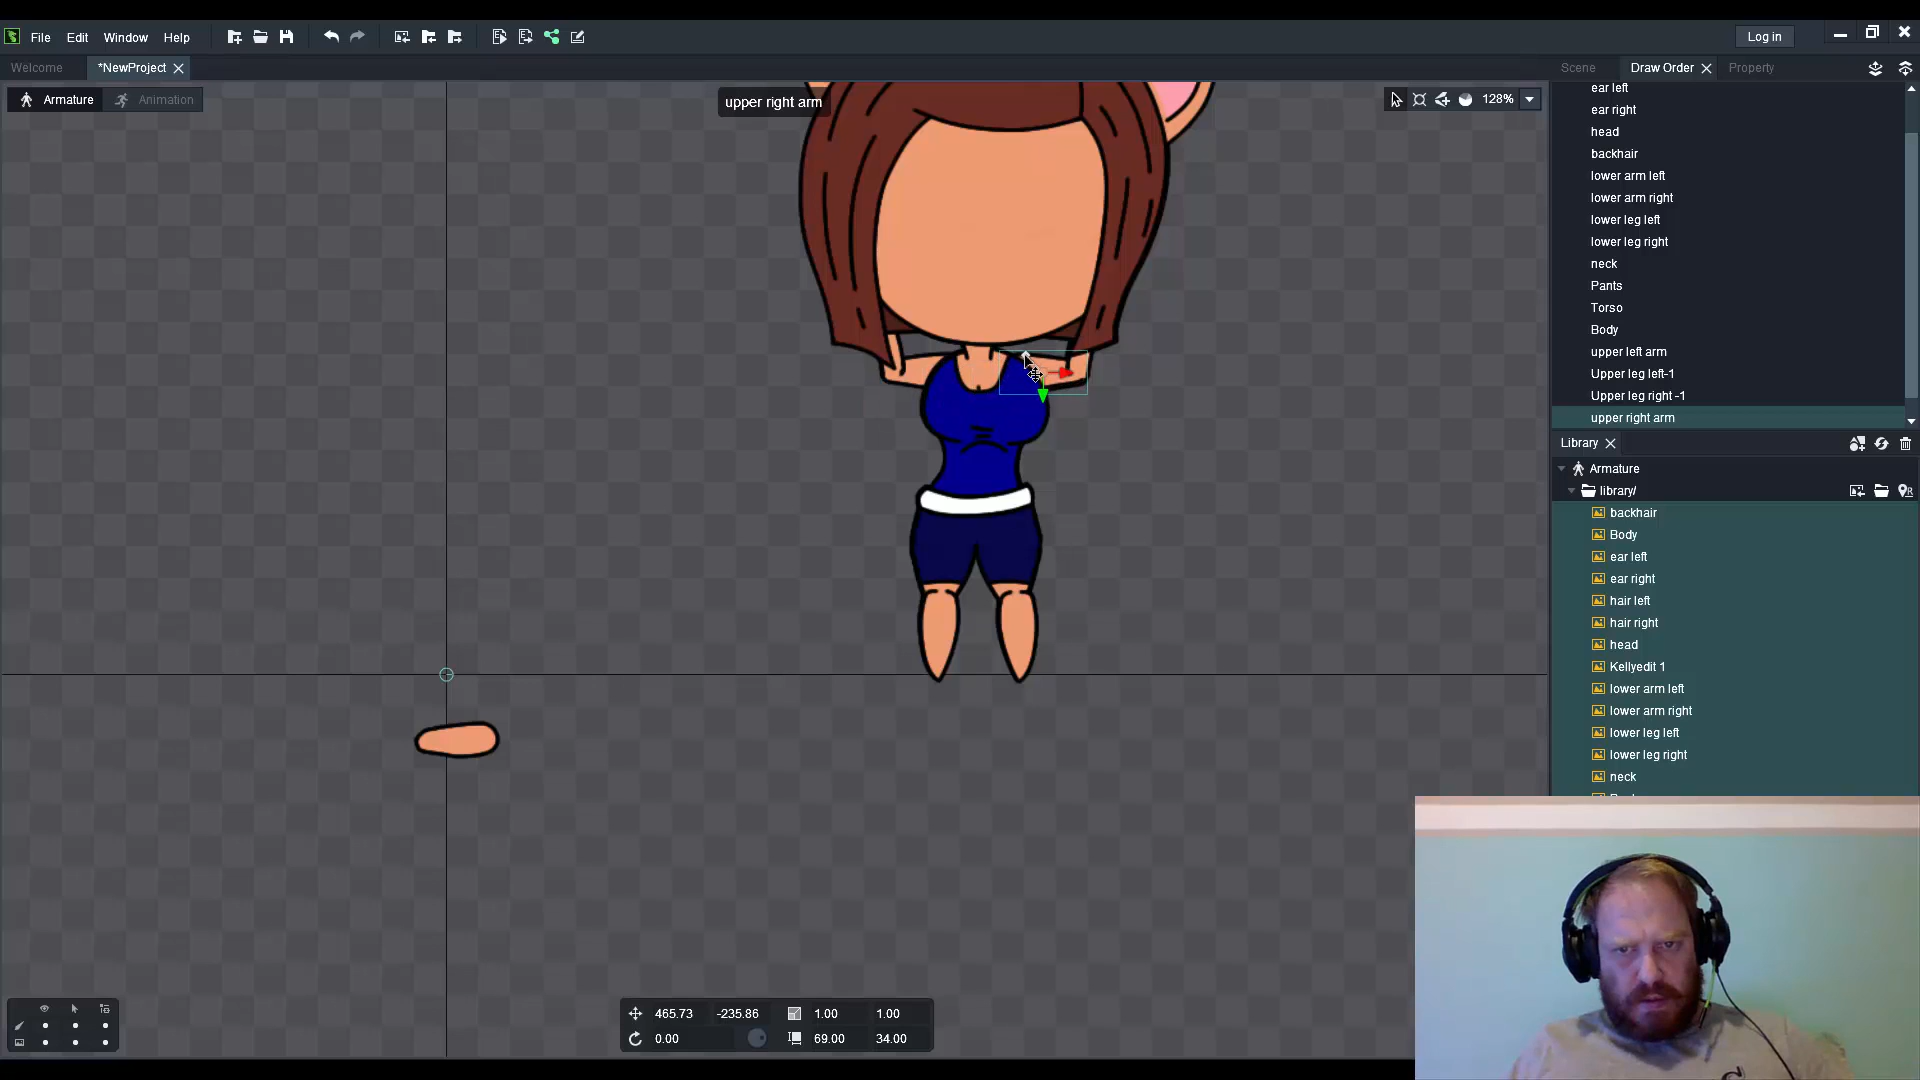 File Edit Window Help
Log in
Welcome *NewProject
Scene Draw Order Property
Armature Animation
upper right arm
128%
ear left
ear right
head
backhair
lower arm left
lower arm right
lower leg left
lower leg right
neck
Pants
Torso
Body
upper left arm
Upper leg left-1
Upper leg right -1
upper right arm
Library
Armature
library/
backhair
Body
ear left
ear right
hair left
hair right
head
Kellyedit 1
lower arm left
lower arm right
lower leg left
lower leg right
neck
465.73 -235.86 1.00 1.00
0.00 69.00 34.00